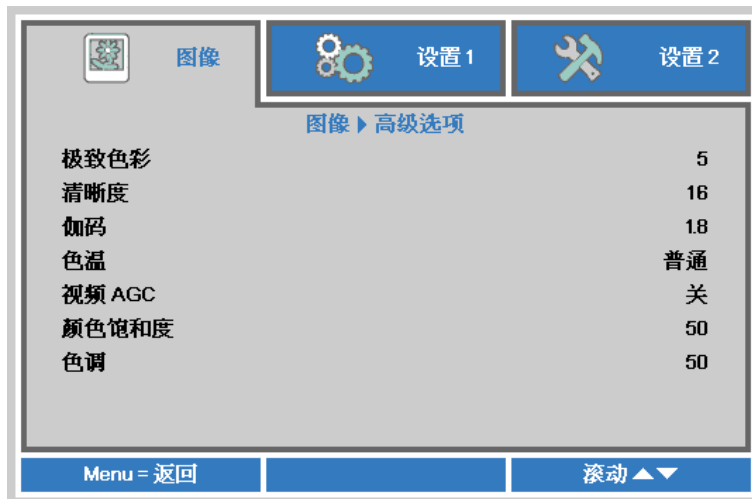 图像 设置 1 设置 2
图像 ▶ 高级选项
极致色彩 5
清晰度 16
伽码 1.8
色温 普通
视频 AGC 关
颜色饱和度 50
色调 50
Menu = 返回 滚动 ▲▼